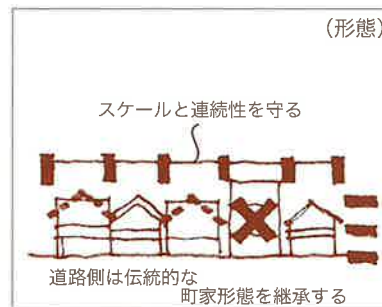 (形態)
スケールと連続性を守る
道路側は伝統的な
町家形態を継承する